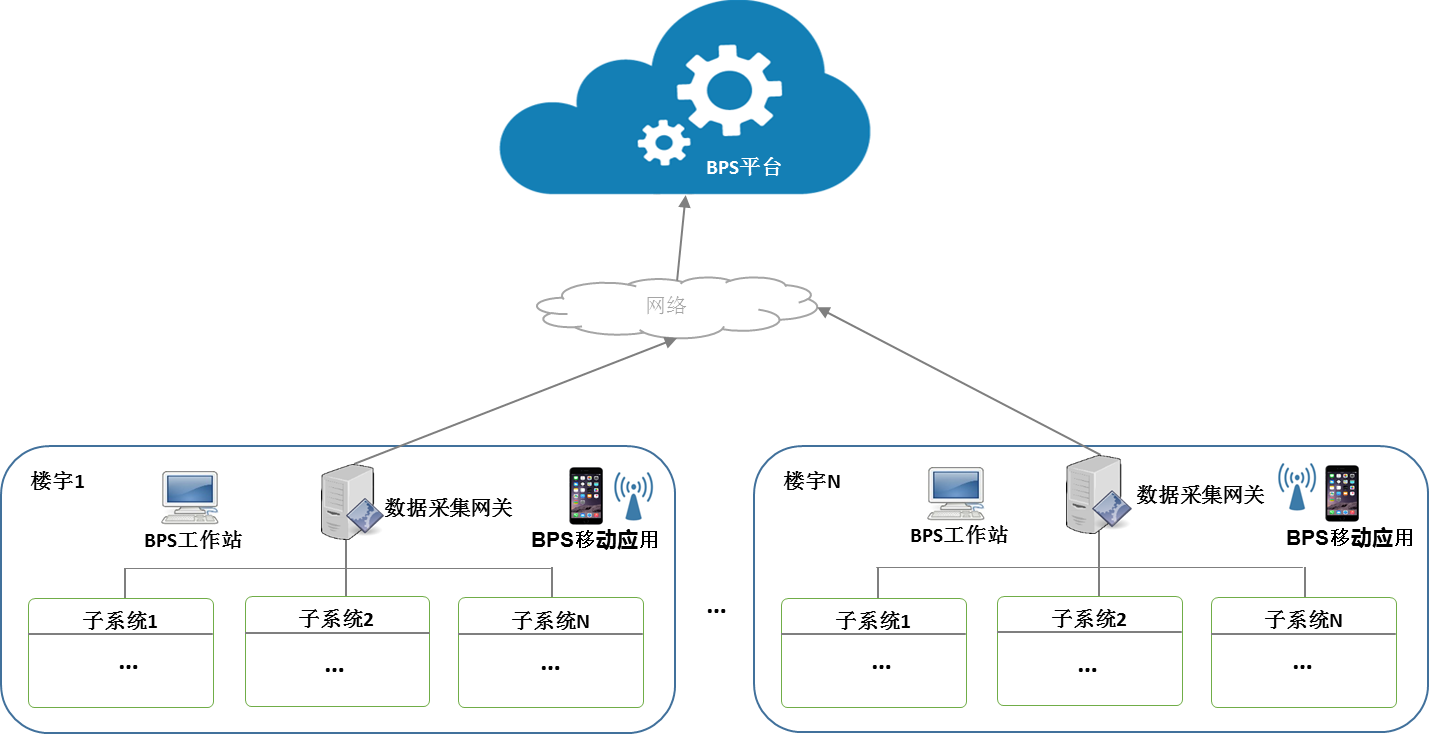 BPS平台
网络
楼宇1
数据采集网关
BPS工作站
BPS移动应用
子系统1
...
子系统2
...
子系统N
...
...
楼宇N
数据采集网关
BPS工作站
BPS移动应用
子系统1
...
子系统2
...
子系统N
...